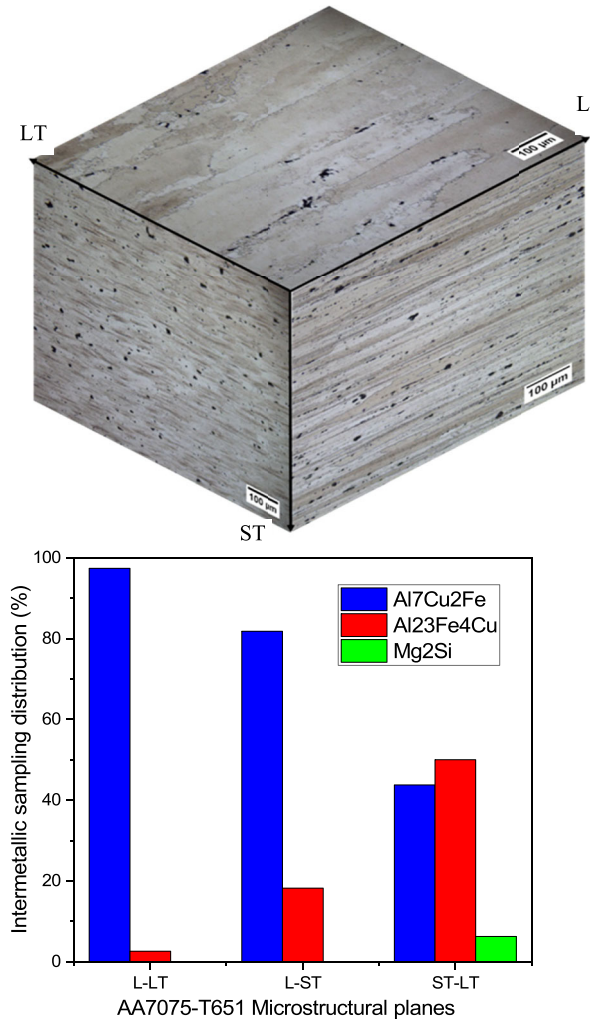 L
LT
100 µm
100 µm
100 µm
ST
100
80
60
40
20
0
Intermetallic sampling distribution (%)
Al7Cu2Fe
Al23Fe4Cu
Mg2Si
L-LT
L-ST
ST-LT
AA7075-T651 Microstructural planes